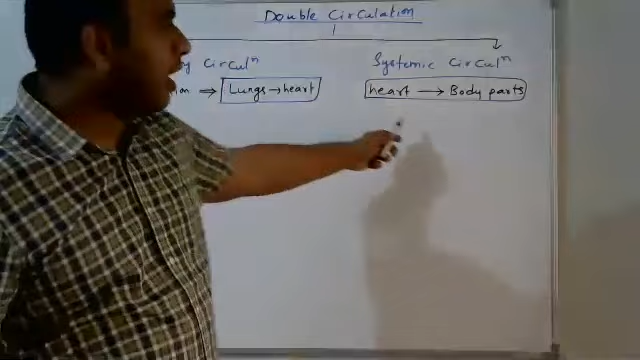 Double Circulation
Circulⁿ Systemic Circulⁿ
⇒ Lungs → heart heart → Body parts